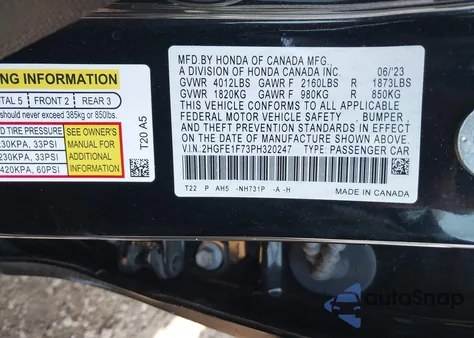 NG INFORMATION
TAL 5 FRONT 2 REAR 3
should never exceed 385kg or 850lbs.
D TIRE PRESSURE
230KPA, 33PSI
230KPA, 33PSI
420KPA, 60PSI
SEE OWNER'S
MANUAL FOR
ADDITIONAL
INFORMATION
T20 A5
MFD.BY HONDA OF CANADA MFG.,
A DIVISION OF HONDA CANADA INC. 06/'23
GVWR 4012LBS GAWR F 2160LBS R 1873LBS
GVWR 1820KG GAWR F 980KG R 850KG
THIS VEHICLE CONFORMS TO ALL APPLICABLE
FEDERAL MOTOR VEHICLE SAFETY , BUMPER ,
AND THEFT PREVENTION STANDARDS IN EFFECT
ON THE DATE OF MANUFACTURE SHOWN ABOVE.
V.I.N:2HGFE1F73PH320247 TYPE: PASSENGER CAR
T22 P AH5 -NH731P -A -H
MADE IN CANADA
autoSnap